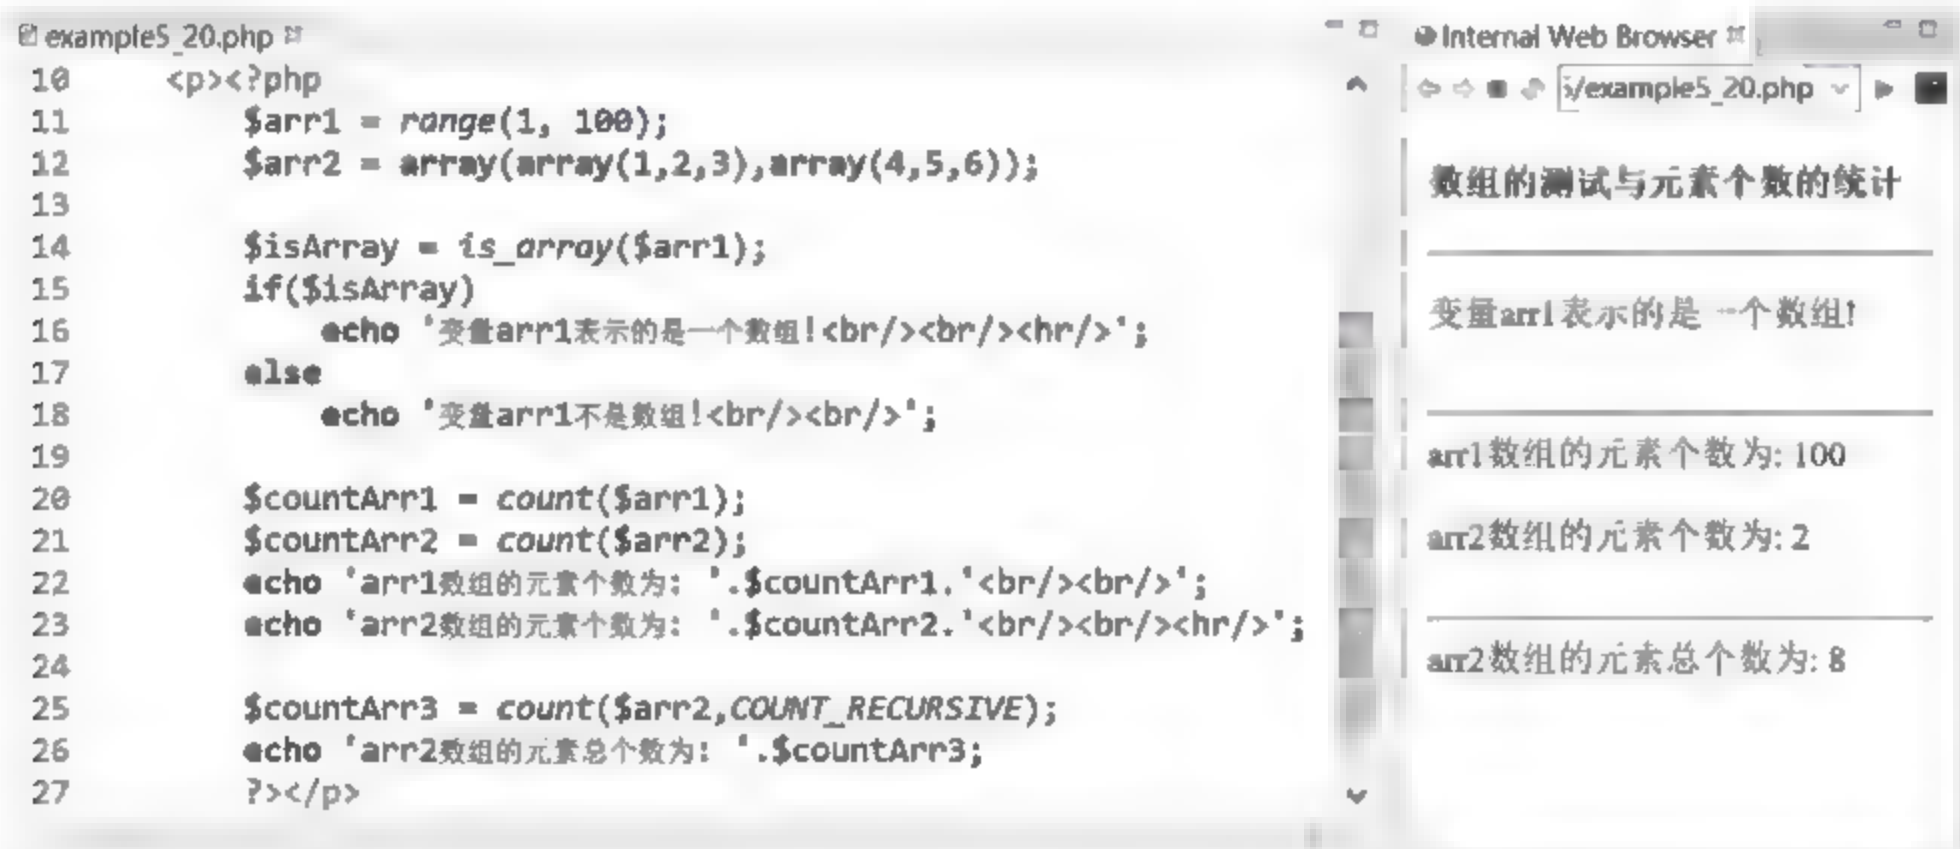 example5_20.php
10 <p><?php
11 $arr1 = range(1, 100);
12 $arr2 = array(array(1,2,3),array(4,5,6));
13
14 $isArray = is_array($arr1);
15 if($isArray)
16 echo '变量arr1表示的是一个数组!<br/><br/><hr/>';
17 else
18 echo '变量arr1不是数组!<br/><br/>';
19
20 $countArr1 = count($arr1);
21 $countArr2 = count($arr2);
22 echo 'arr1数组的元素个数为: '.$countArr1.'<br/><br/>';
23 echo 'arr2数组的元素个数为: '.$countArr2.'<br/><br/><hr/>';
24
25 $countArr3 = count($arr2,COUNT_RECURSIVE);
26 echo 'arr2数组的元素总个数为: '.$countArr3;
27 ?></p>
Internal Web Browser
/example5_20.php
数组的测试与元素个数的统计
变量arr1表示的是一个数组!
arr1数组的元素个数为: 100
arr2数组的元素个数为: 2
arr2数组的元素总个数为: 8